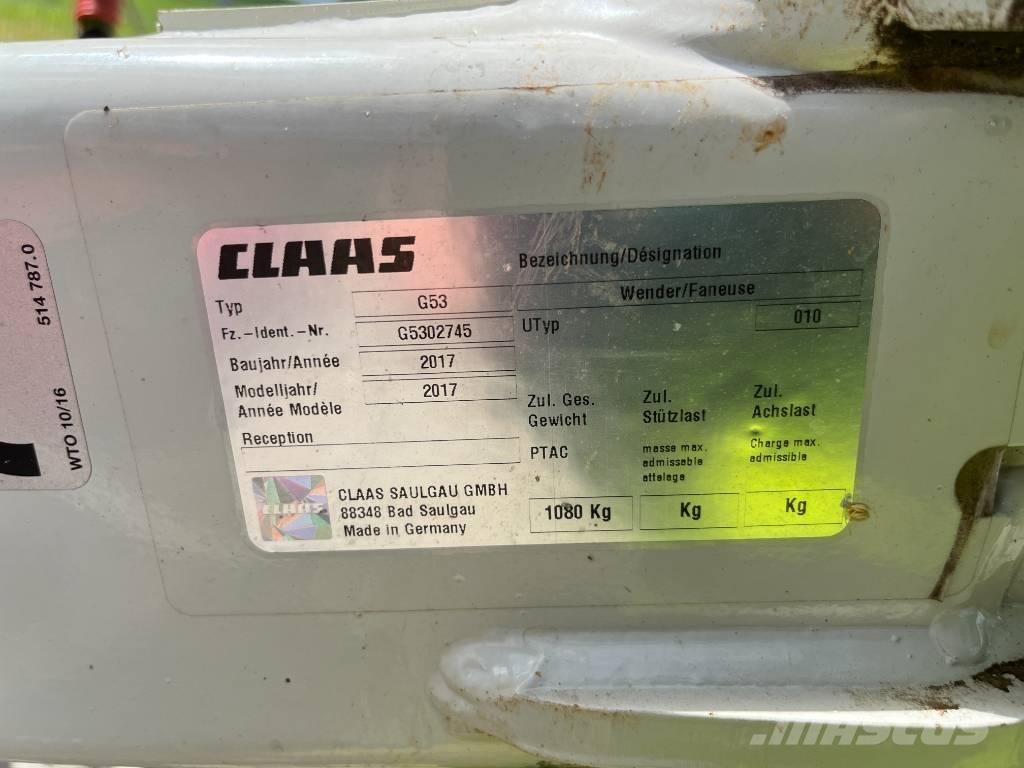 CLAAS
Bezeichnung/Désignation
Wender/Faneuse
Typ G53
Fz.-Ident.-Nr. G5302745
UTyp 010
Baujahr/Année 2017
Modelljahr/
Année Modèle 2017
Reception
Zul. Ges.
Gewicht
PTAC
1080 Kg
Zul.
Stützlast
masse max.
admissable
attelage
Kg
Zul.
Achslast
Charge max.
admissible
Kg
CLAAS
CLAAS SAULGAU GMBH
88348 Bad Saulgau
Made in Germany
514 787.0
WTO 10/16
MASCUS